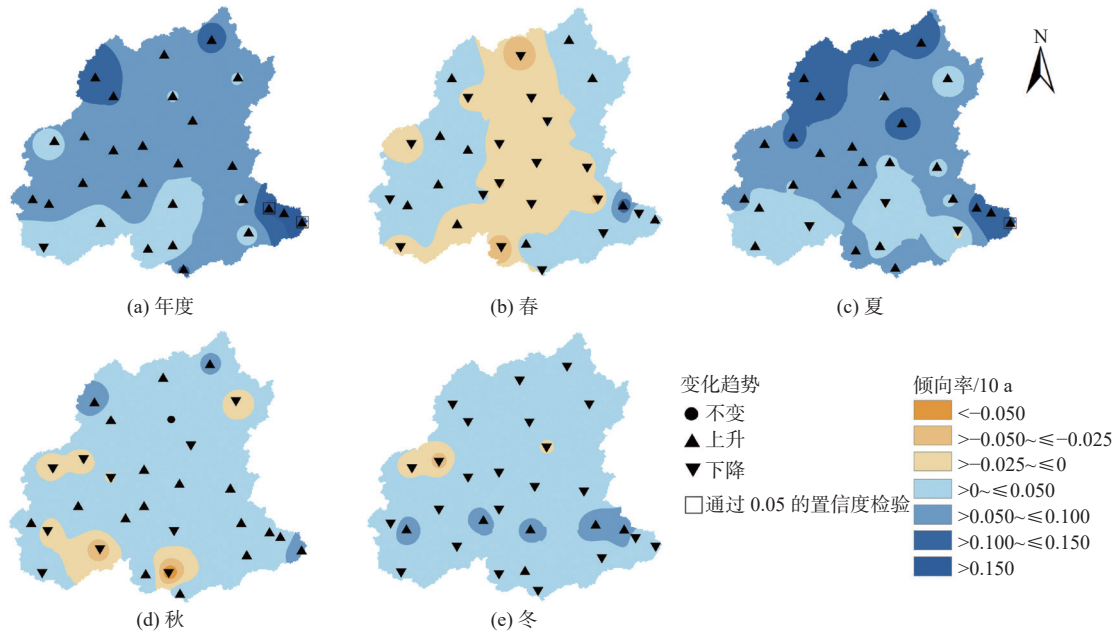 N
(a) 年度
(b) 春
(c) 夏
变化趋势
不变
上升
下降
通过 0.05 的置信度检验
倾向率/10 a
<−0.050
>−0.050~≤−0.025
>−0.025~≤0
>0~≤0.050
>0.050~≤0.100
>0.100~≤0.150
>0.150
(d) 秋
(e) 冬